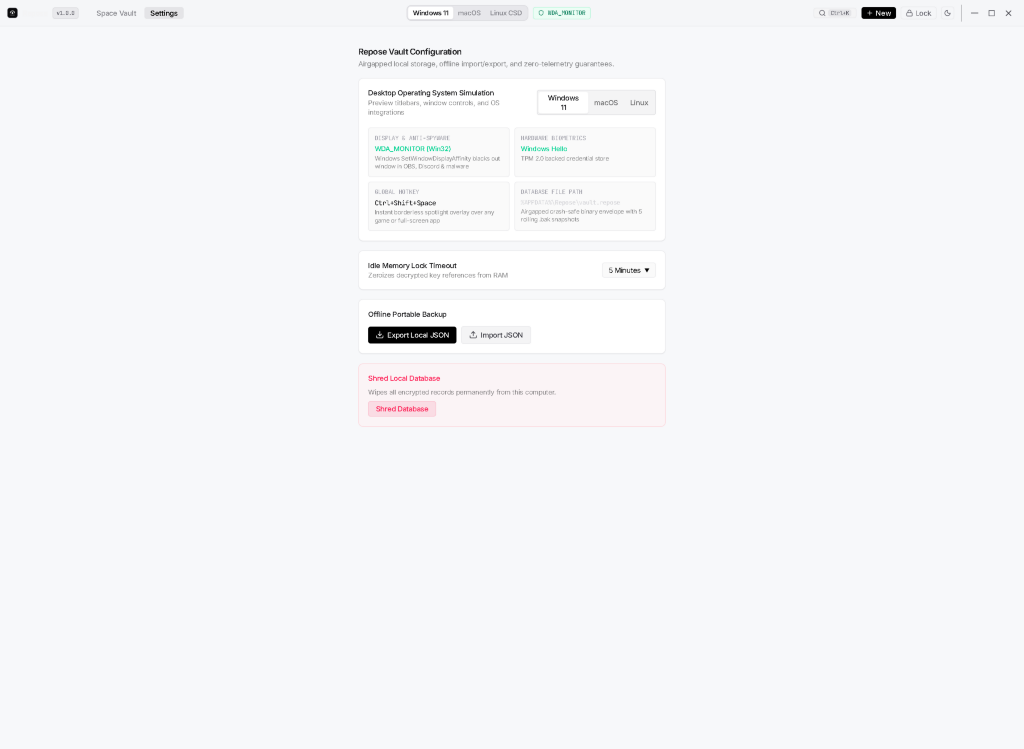 v1.0.0
Space Vault
Settings
Windows 11
macOS
Linux CSD
WDA_MONITOR
Ctrl+K
+ New
Lock
Repose Vault Configuration
Airgapped local storage, offline import/export, and zero-telemetry guarantees.
Desktop Operating System Simulation
Preview titlebars, window controls, and OS
integrations
Windows
11
macOS
Linux
DISPLAY & ANTI-SPYWARE
WDA_MONITOR (Win32)
Windows SetWindowDisplayAffinity blacks out
window in OBS, Discord & malware
HARDWARE BIOMETRICS
Windows Hello
TPM 2.0 backed credential store
GLOBAL HOTKEY
Ctrl+Shift+Space
Instant borderless spotlight overlay over any
game or full-screen app
DATABASE FILE PATH
%APPDATA%\Repose\vault.repose
Airgapped crash-safe binary envelope with 5
rolling .bak snapshots
Idle Memory Lock Timeout
Zeroizes decrypted key references from RAM
5 Minutes ▼
Offline Portable Backup
Export Local JSON
Import JSON
Shred Local Database
Wipes all encrypted records permanently from this computer.
Shred Database